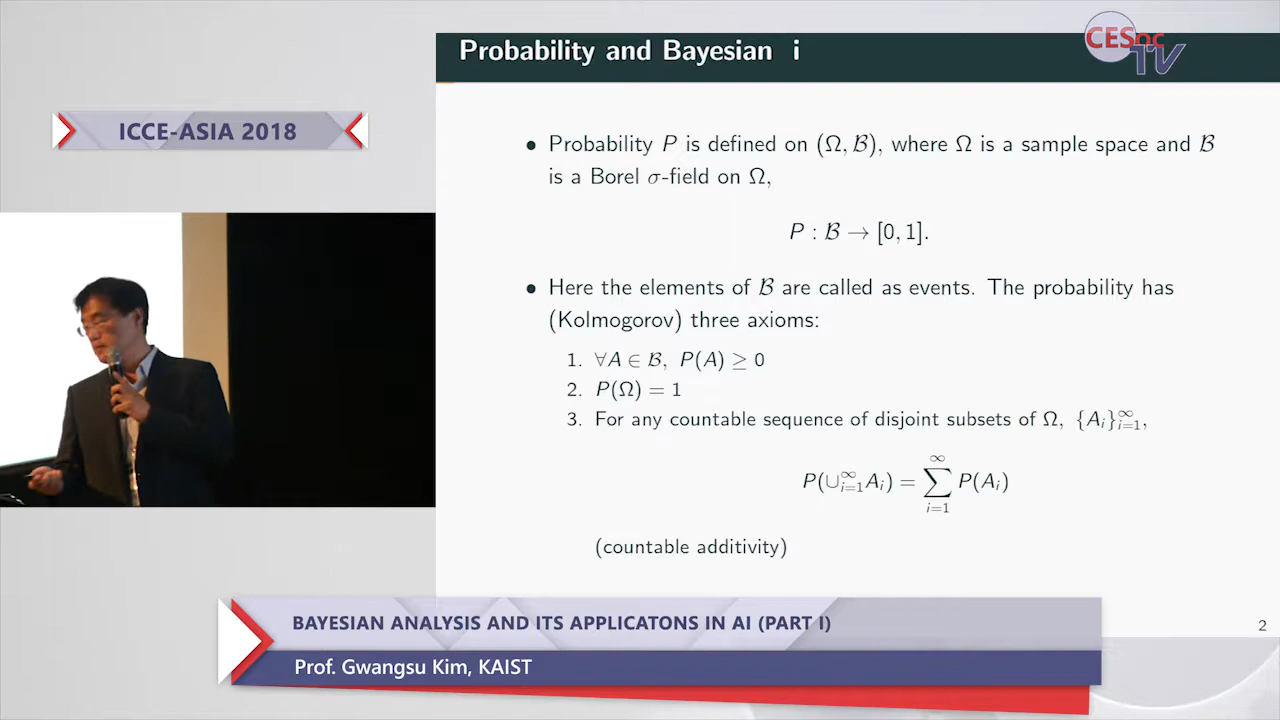 Probability and Bayesian i
CESoc
TV
ICCE-ASIA 2018
• Probability P is defined on (Ω, ℬ), where Ω is a sample space and ℬ
is a Borel σ-field on Ω,
P : ℬ → [0, 1].
• Here the elements of ℬ are called as events. The probability has
(Kolmogorov) three axioms:
1. ∀A ∈ ℬ, P(A) ≥ 0
2. P(Ω) = 1
3. For any countable sequence of disjoint subsets of Ω, {A_i}_{i=1}^∞,
P(∪_{i=1}^∞ A_i) = ∑_{i=1}^∞ P(A_i)
(countable additivity)
BAYESIAN ANALYSIS AND ITS APPLICATONS IN AI (PART I)
2
Prof. Gwangsu Kim, KAIST